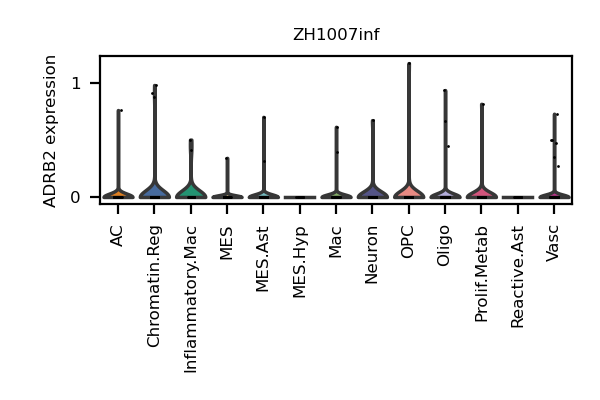 ZH1007inf
ADRB2 expression
1
0
AC
Chromatin.Reg
Inflammatory.Mac
MES
MES.Ast
MES.Hyp
Mac
Neuron
OPC
Oligo
Prolif.Metab
Reactive.Ast
Vasc